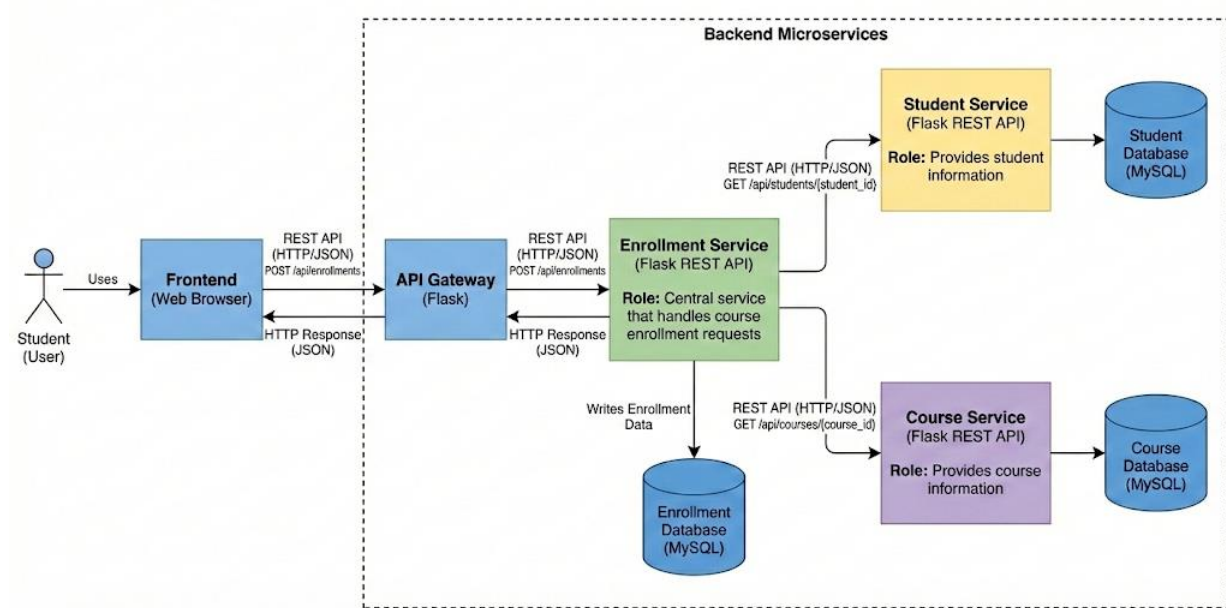 Backend Microservices
Student
(User)
Uses
Frontend
(Web Browser)
REST API
(HTTP/JSON)
POST /api/enrollments
HTTP Response
(JSON)
API Gateway
(Flask)
REST API
(HTTP/JSON)
POST /api/enrollments
HTTP Response
(JSON)
Enrollment Service
(Flask REST API)
Role: Central service
that handles course
enrollment requests
Writes Enrollment
Data
Enrollment
Database
(MySQL)
REST API (HTTP/JSON)
GET /api/students/{student_id}
Student Service
(Flask REST API)
Role: Provides student
information
Student
Database
(MySQL)
REST API (HTTP/JSON)
GET /api/courses/{course_id}
Course Service
(Flask REST API)
Role: Provides course
information
Course
Database
(MySQL)